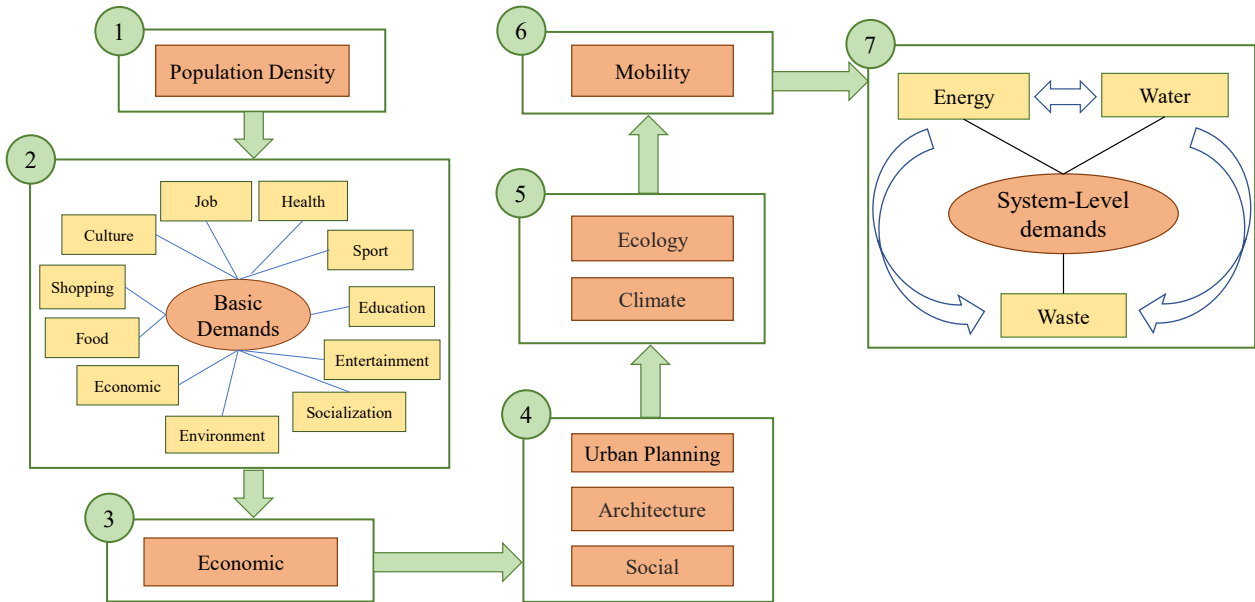 1
Population Density
2
Job
Health
Culture
Sport
Shopping
Basic
Demands
Education
Food
Entertainment
Economic
Socialization
Environment
3
Economic
4
Urban Planning
Architecture
Social
5
Ecology
Climate
6
Mobility
7
Energy
Water
System-Level
demands
Waste